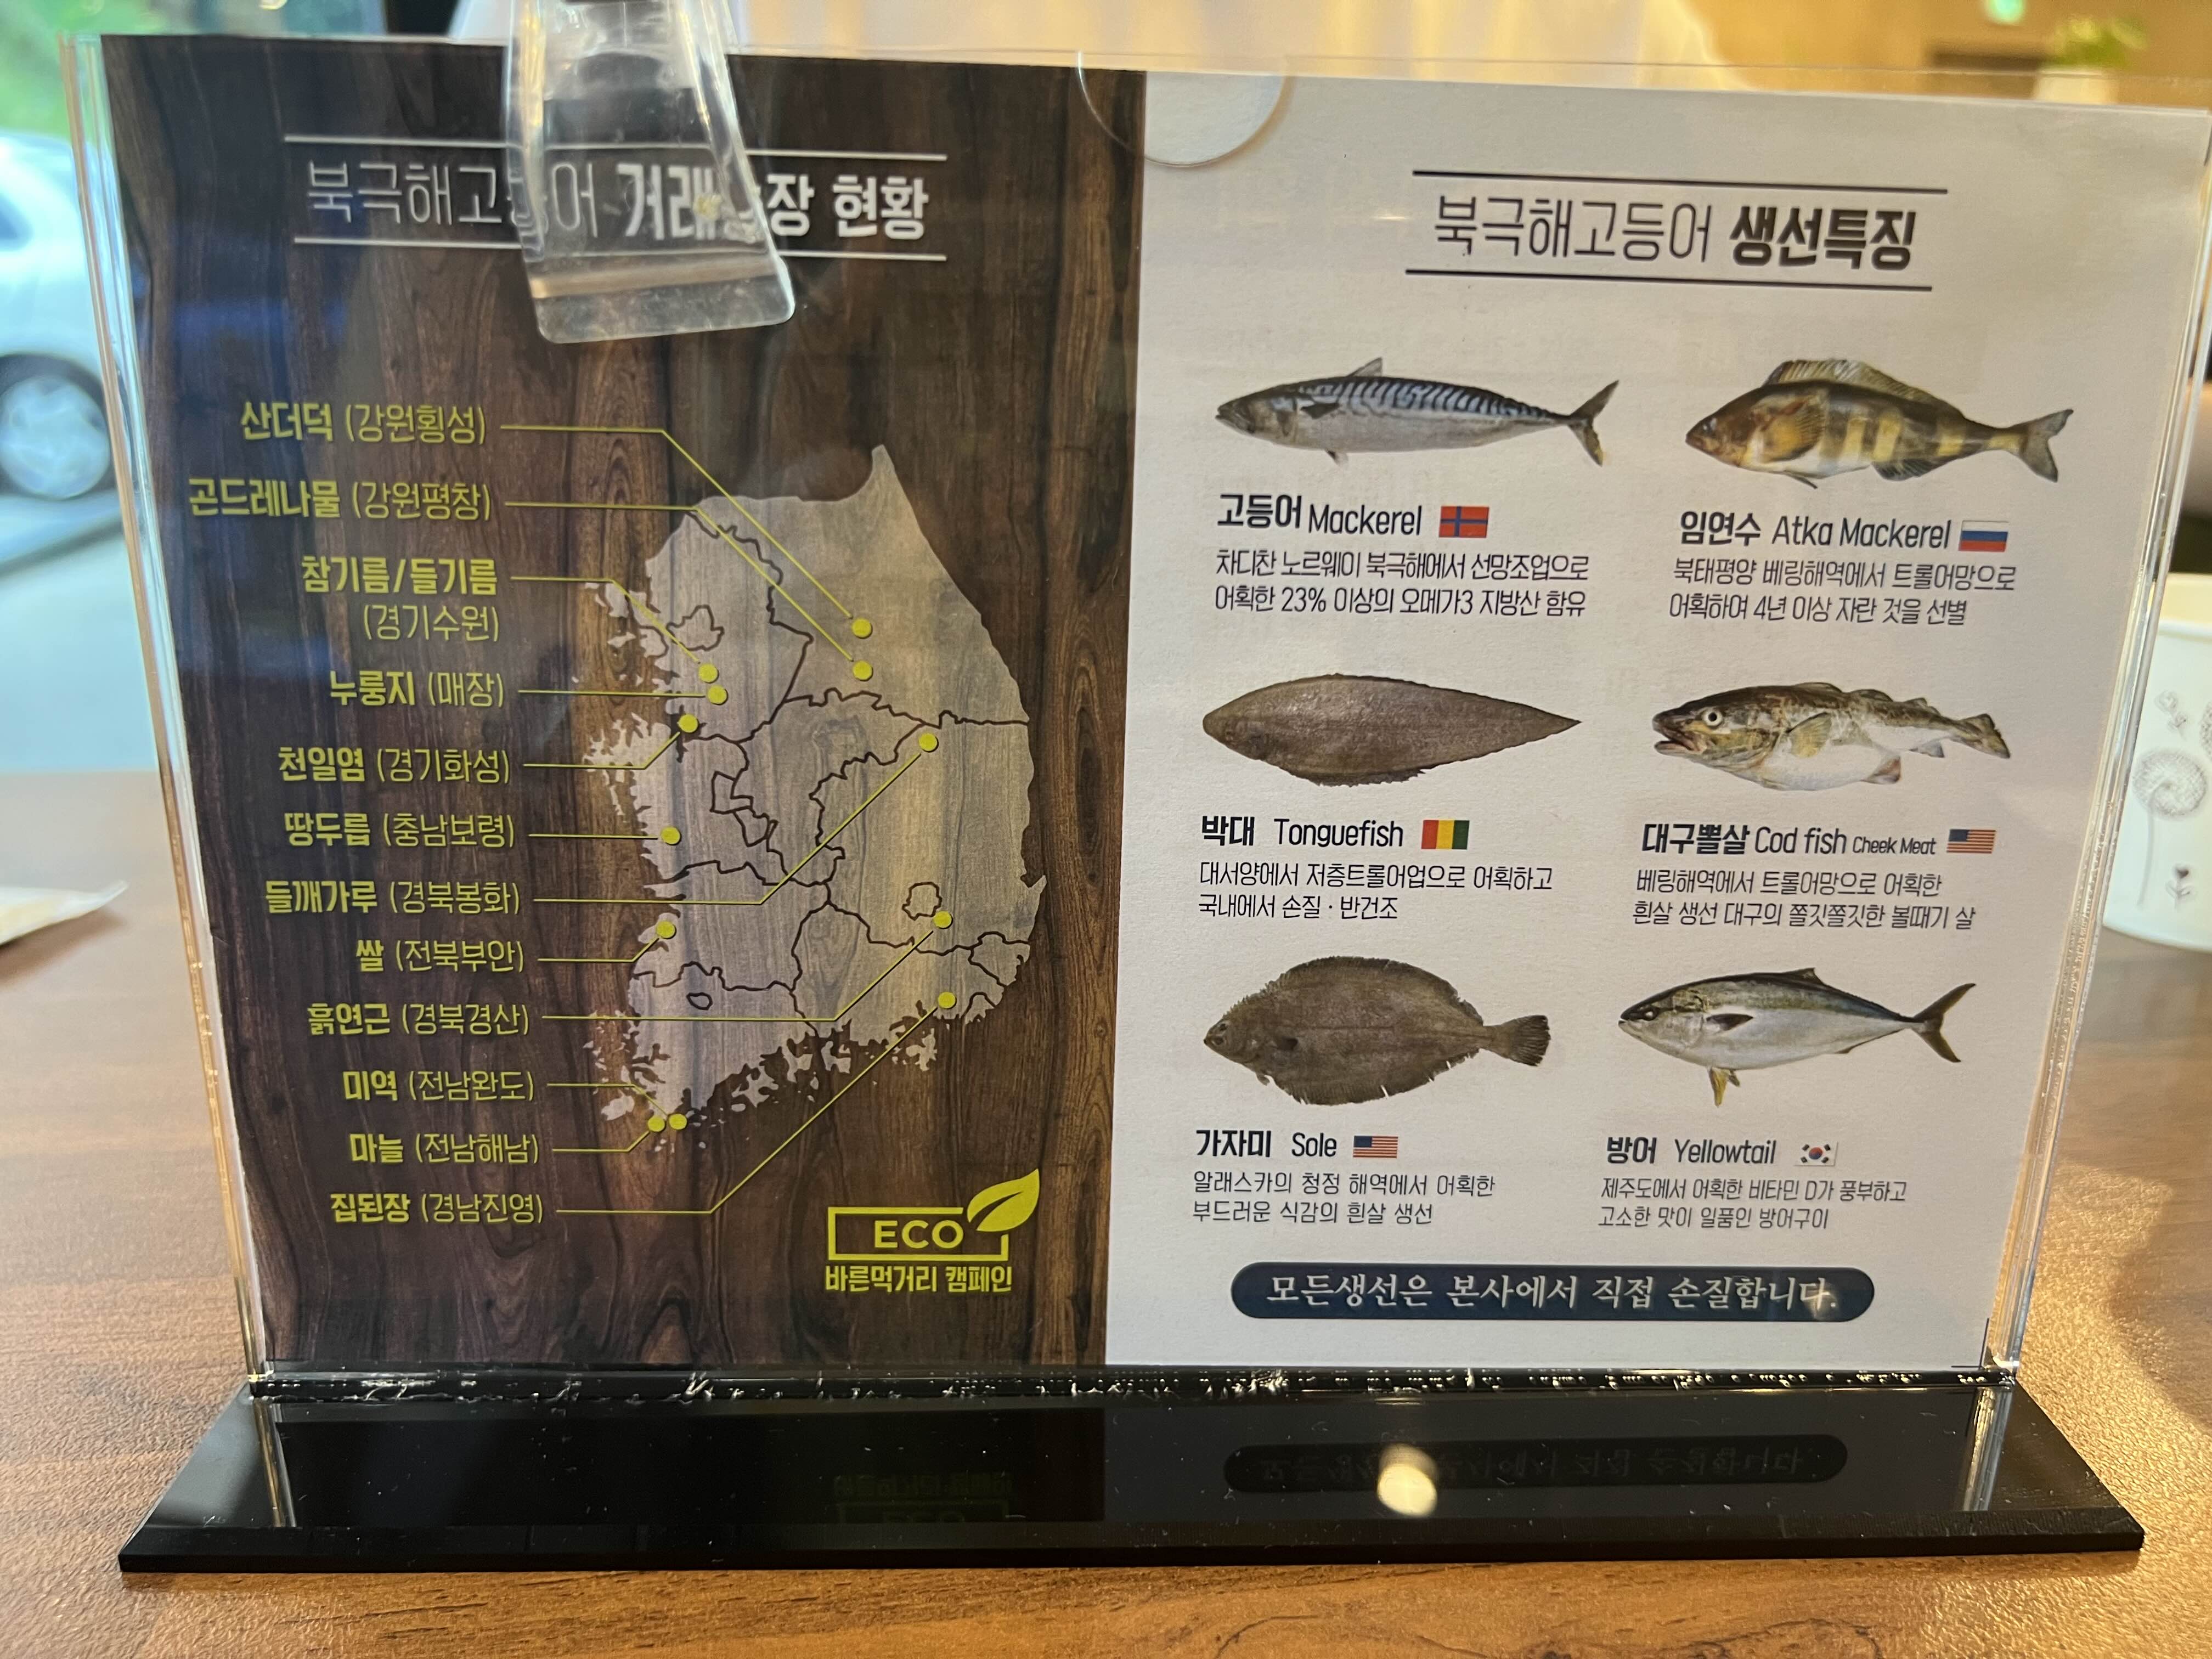 북극해고등어 거래 장 현황
산더덕 (강원횡성)
곤드레나물 (강원평창)
참기름/들기름
(경기수원)
누룽지 (매장)
천일염 (경기화성)
땅두릅 (충남보령)
들깨가루 (경북봉화)
쌀 (전북부안)
흙연근 (경북경산)
미역 (전남완도)
마늘 (전남해남)
집된장 (경남진영)
ECO
바른먹거리 캠페인
북극해고등어 생선특징
고등어 Mackerel
차디찬 노르웨이 북극해에서 선망조업으로
어획한 23% 이상의 오메가3 지방산 함유
임연수 Atka Mackerel
북태평양 베링해역에서 트롤어망으로
어획하여 4년 이상 자란 것을 선별
박대 Tonguefish
대서양에서 저층트롤어업으로 어획하고
국내에서 손질 · 반건조
대구뽈살 Cod fish Cheek Meat
베링해역에서 트롤어망으로 어획한
흰살 생선 대구의 쫄깃쫄깃한 볼때기 살
가자미 Sole
알래스카의 청정 해역에서 어획한
부드러운 식감의 흰살 생선
방어 Yellowtail
제주도에서 어획한 비타민 D가 풍부하고
고소한 맛이 일품인 방어구이
모든생선은 본사에서 직접 손질합니다.